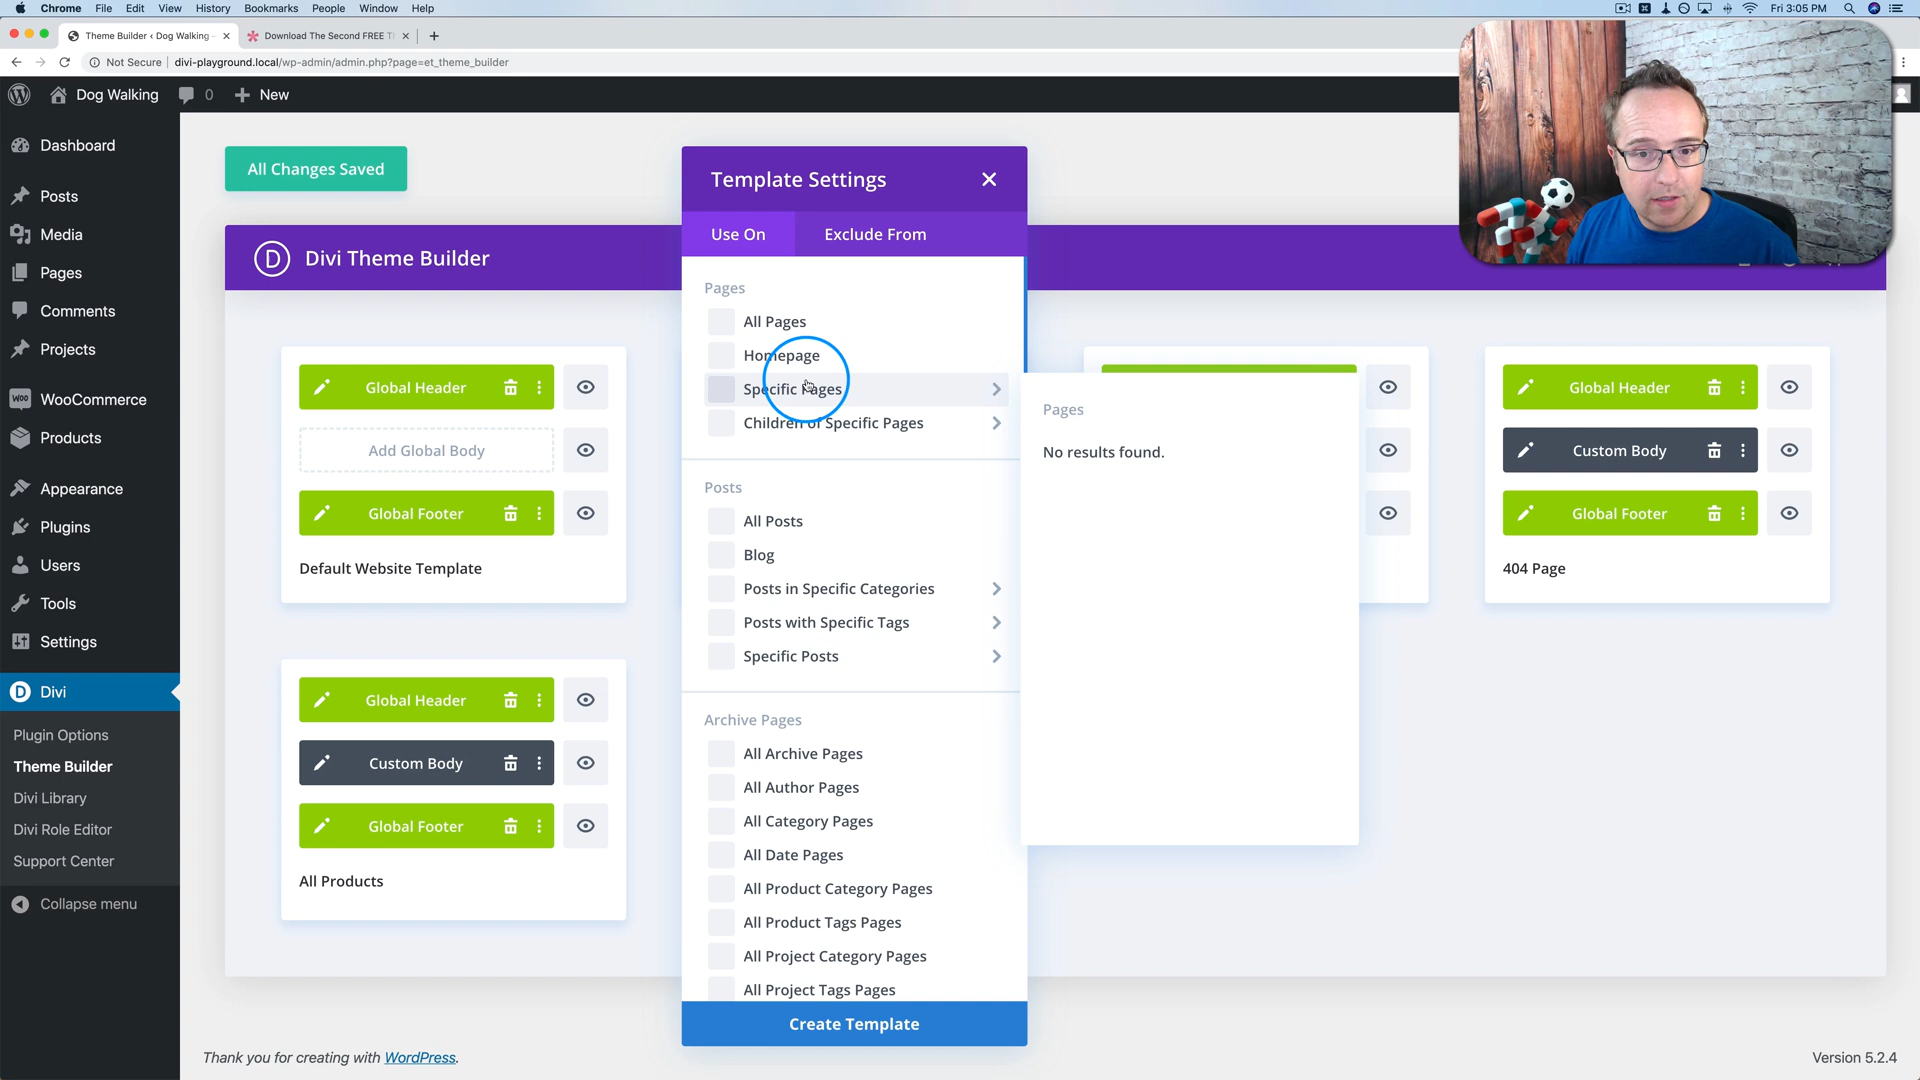 Chrome File Edit View History Bookmarks People Window Help
Fri 3:05 PM
Theme Builder ‹ Dog Walking
Download The Second FREE T
Not Secure | divi-playground.local/wp-admin/admin.php?page=et_theme_builder
Dog Walking 0 New
Dashboard
Posts
Media
Pages
Comments
Projects
WooCommerce
Products
Appearance
Plugins
Users
Tools
Settings
Divi
Plugin Options
Theme Builder
Divi Library
Divi Role Editor
Support Center
Collapse menu
All Changes Saved
Divi Theme Builder
Global Header
Add Global Body
Global Footer
Default Website Template
Global Header
Custom Body
Global Footer
All Products
Template Settings
Use On
Exclude From
Pages
All Pages
Homepage
Specific Pages
Children of Specific Pages
Posts
All Posts
Blog
Posts in Specific Categories
Posts with Specific Tags
Specific Posts
Archive Pages
All Archive Pages
All Author Pages
All Category Pages
All Date Pages
All Product Category Pages
All Product Tags Pages
All Project Category Pages
All Project Tags Pages
Create Template
Pages
No results found.
Global Header
Custom Body
Global Footer
404 Page
Thank you for creating with WordPress.
Version 5.2.4